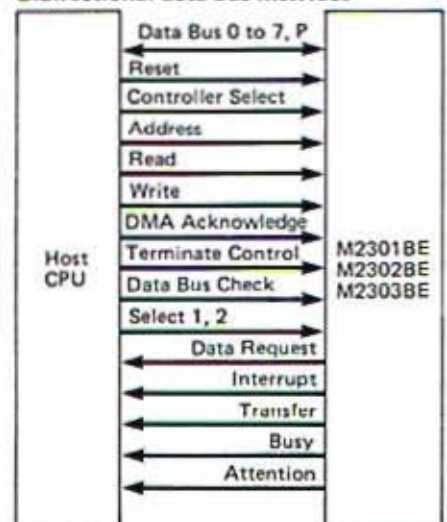 Bidirectional data bus interface
Data Bus 0 to 7, P
Reset
Controller Select
Address
Read
Write
DMA Acknowledge
Terminate Control
Data Bus Check
Select 1, 2
Data Request
Interrupt
Transfer
Busy
Attention
Host
CPU
M2301BE
M2302BE
M2303BE